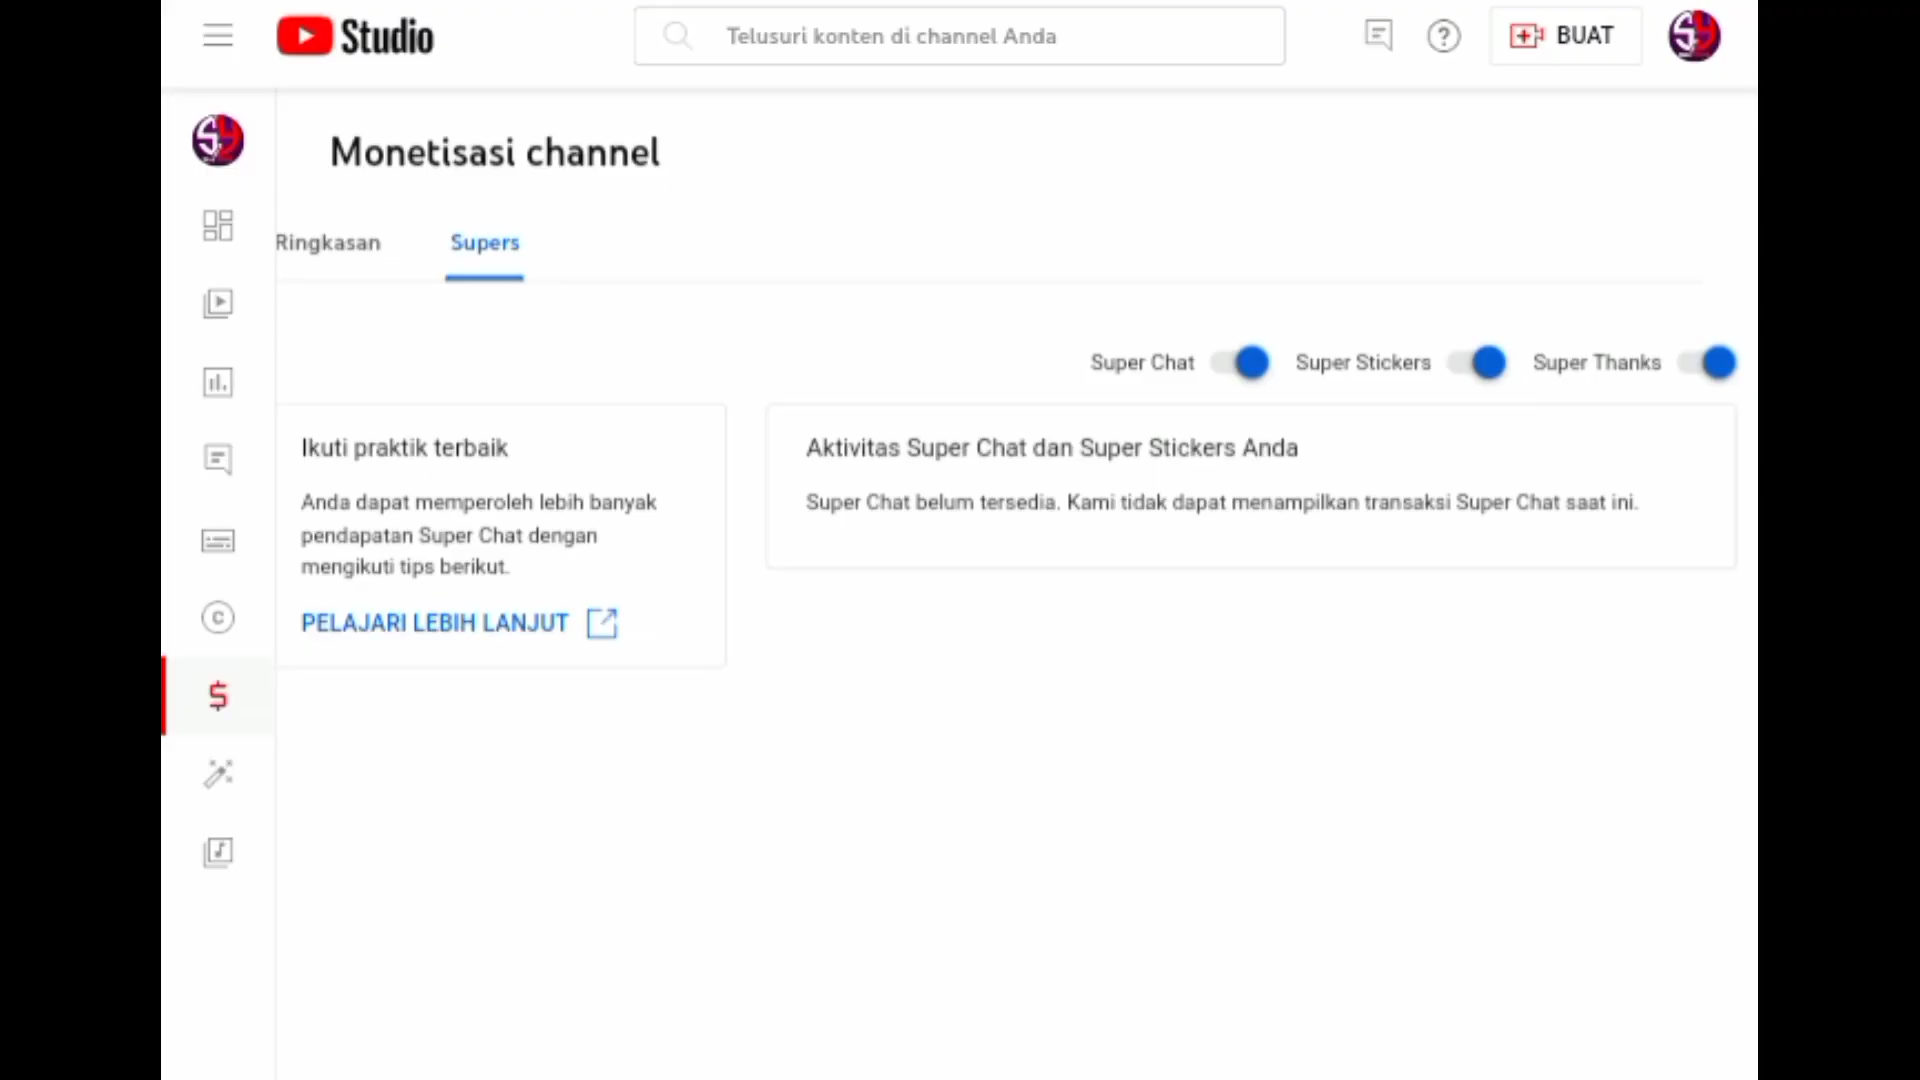 Studio
Telusuri konten di channel Anda
BUAT
Monetisasi channel
Ringkasan
Supers
Super Chat
Super Stickers
Super Thanks
Ikuti praktik terbaik
Anda dapat memperoleh lebih banyak
pendapatan Super Chat dengan
mengikuti tips berikut.
PELAJARI LEBIH LANJUT
Aktivitas Super Chat dan Super Stickers Anda
Super Chat belum tersedia. Kami tidak dapat menampilkan transaksi Super Chat saat ini.